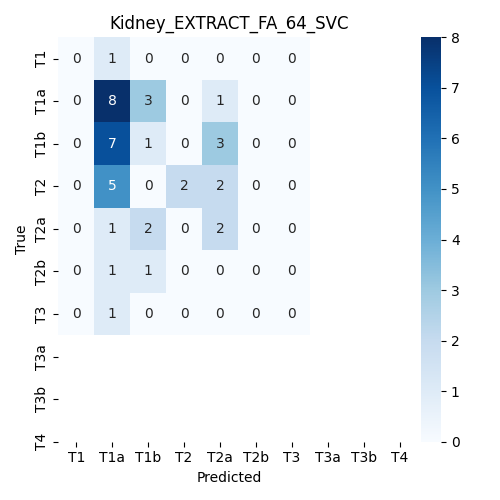 Kidney_EXTRACT_FA_64_SVC
T1 0 1 0 0 0 0 0
T1a 0 8 3 0 1 0 0
T1b 0 7 1 0 3 0 0
T2 0 5 0 2 2 0 0
T2a 0 1 2 0 2 0 0
T2b 0 1 1 0 0 0 0
T3 0 1 0 0 0 0 0
T3a
T3b
T4
True
T1 T1a T1b T2 T2a T2b T3 T3a T3b T4
Predicted
8
7
6
5
4
3
2
1
0